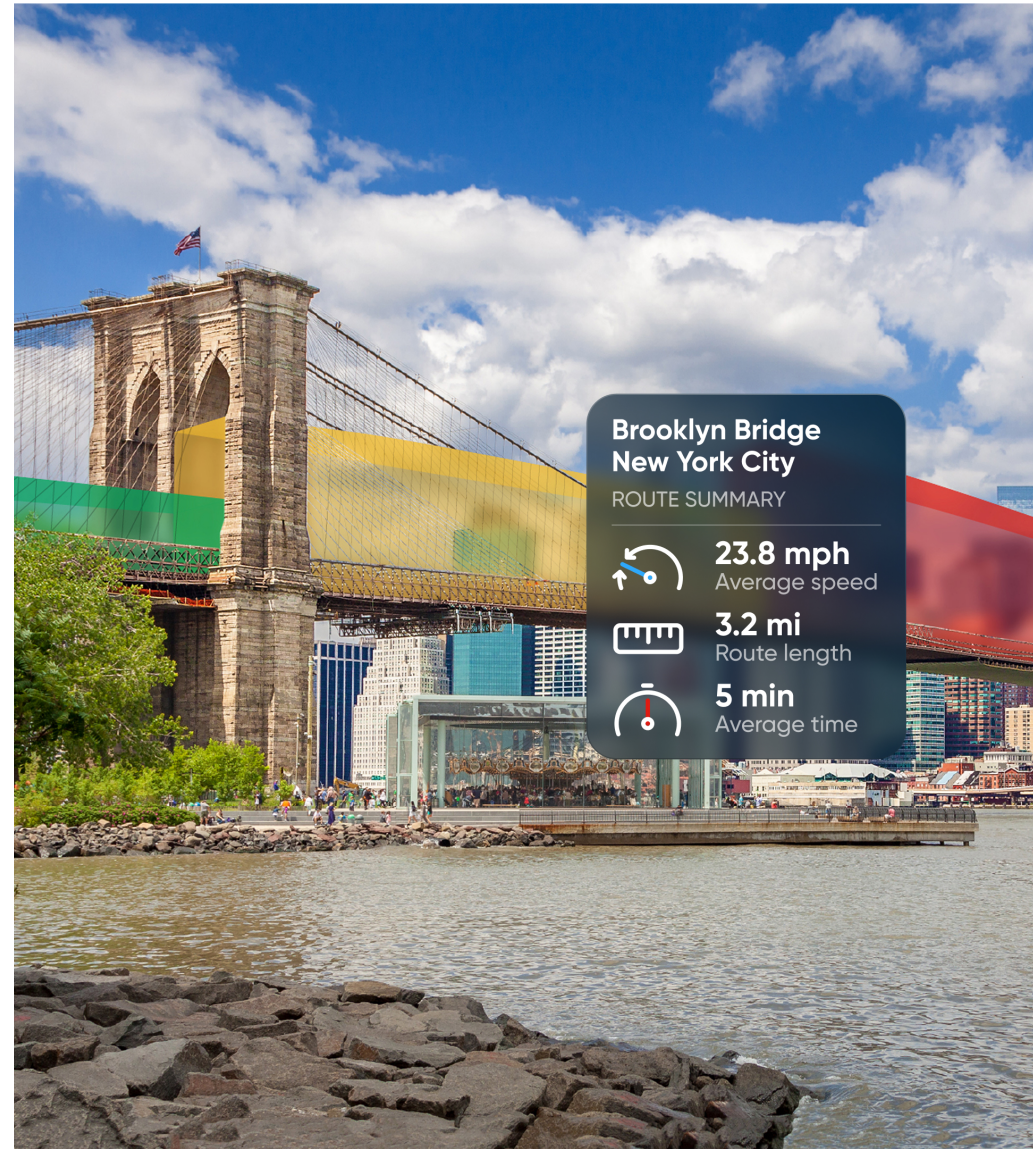 Brooklyn Bridge
New York City
ROUTE SUMMARY
23.8 mph
Average speed
3.2 mi
Route length
5 min
Average time